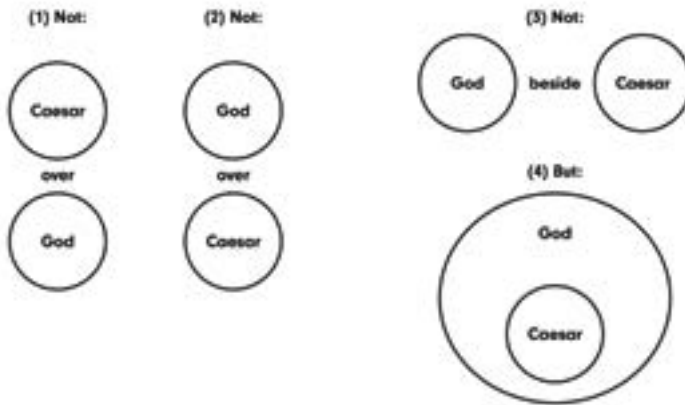 (1) Not:
Caesar
over
God
(2) Not:
God
over
Caesar
(3) Not:
God beside Caesar
(4) But:
God
Caesar